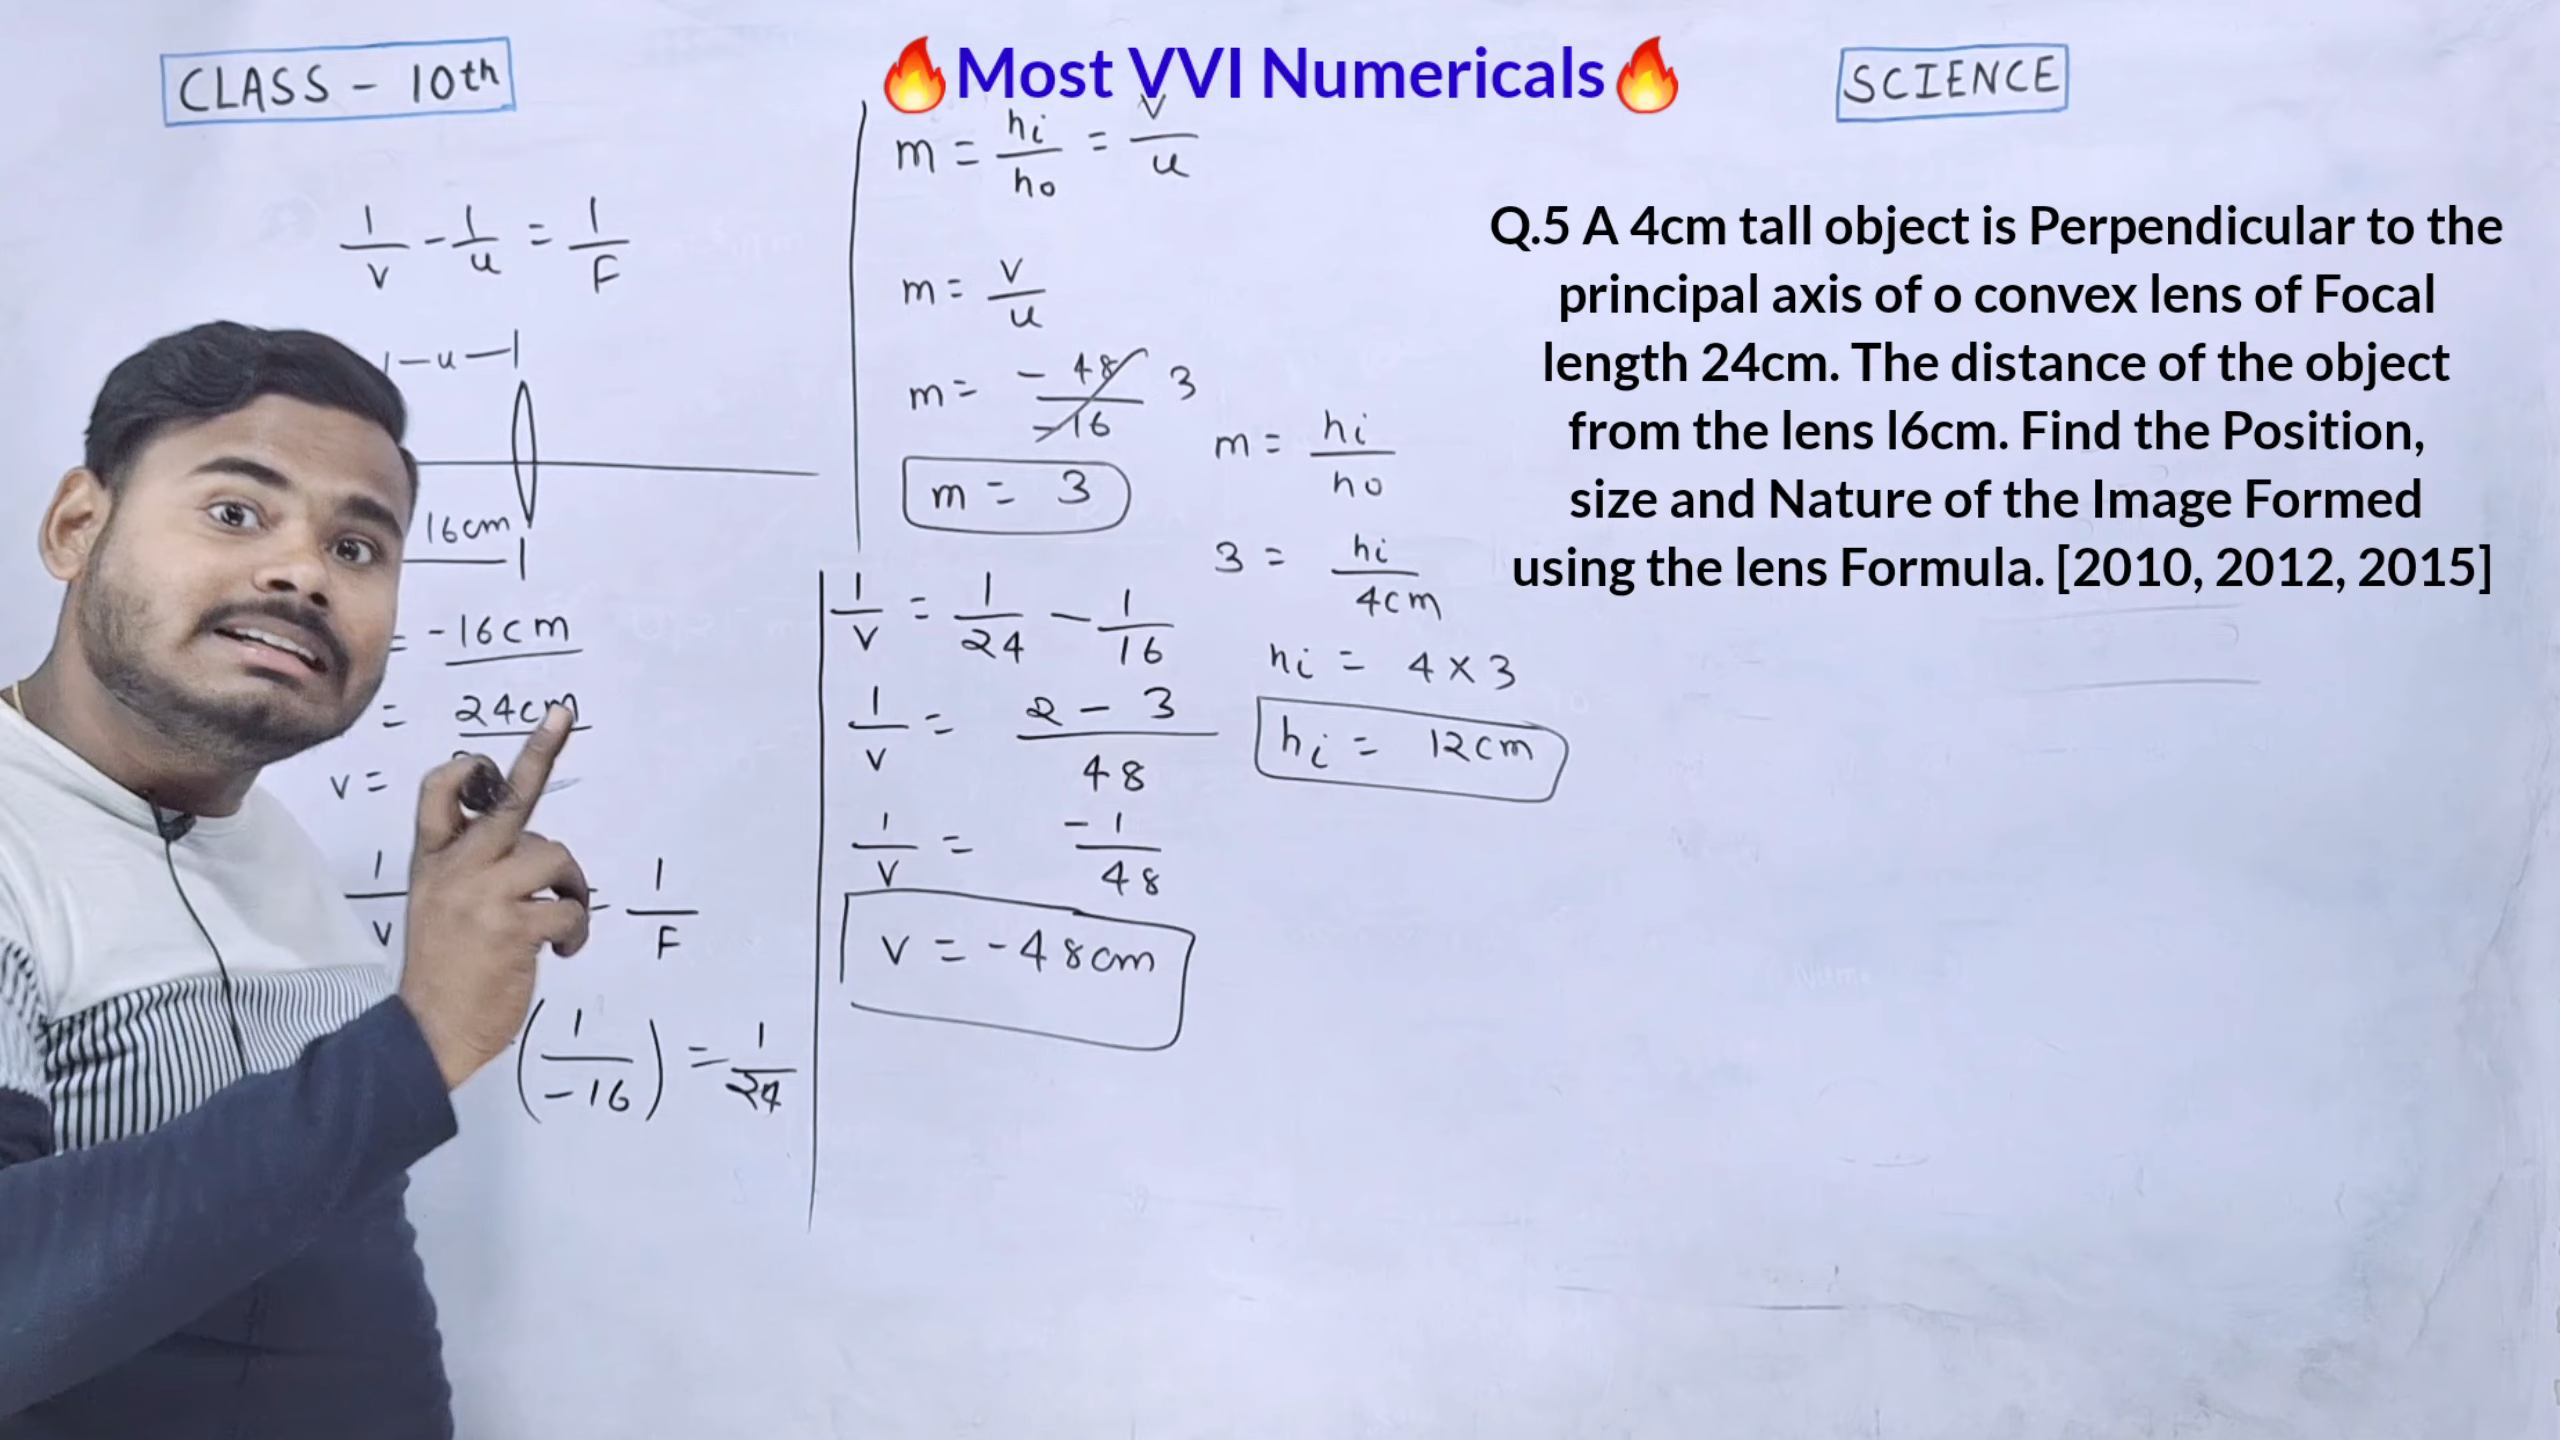 CLASS - 10th
🔥Most VVI Numericals🔥
SCIENCE
1/v - 1/u = 1/F
1-u-1
16cm
= -16cm
= 24cm
v =
1/v = 1/F
(1/-16) = 1/24
m = hi/ho = v/u
m = v/u
m = -48/-16 3
m = 3
1/v = 1/24 - 1/16
1/v = 2-3/48
1/v = -1/48
v = -48cm
m = hi/ho
3 = hi/4cm
hi = 4x3
hi = 12cm
Q.5 A 4cm tall object is Perpendicular to the
principal axis of o convex lens of Focal
length 24cm. The distance of the object
from the lens l6cm. Find the Position,
size and Nature of the Image Formed
using the lens Formula. [2010, 2012, 2015]